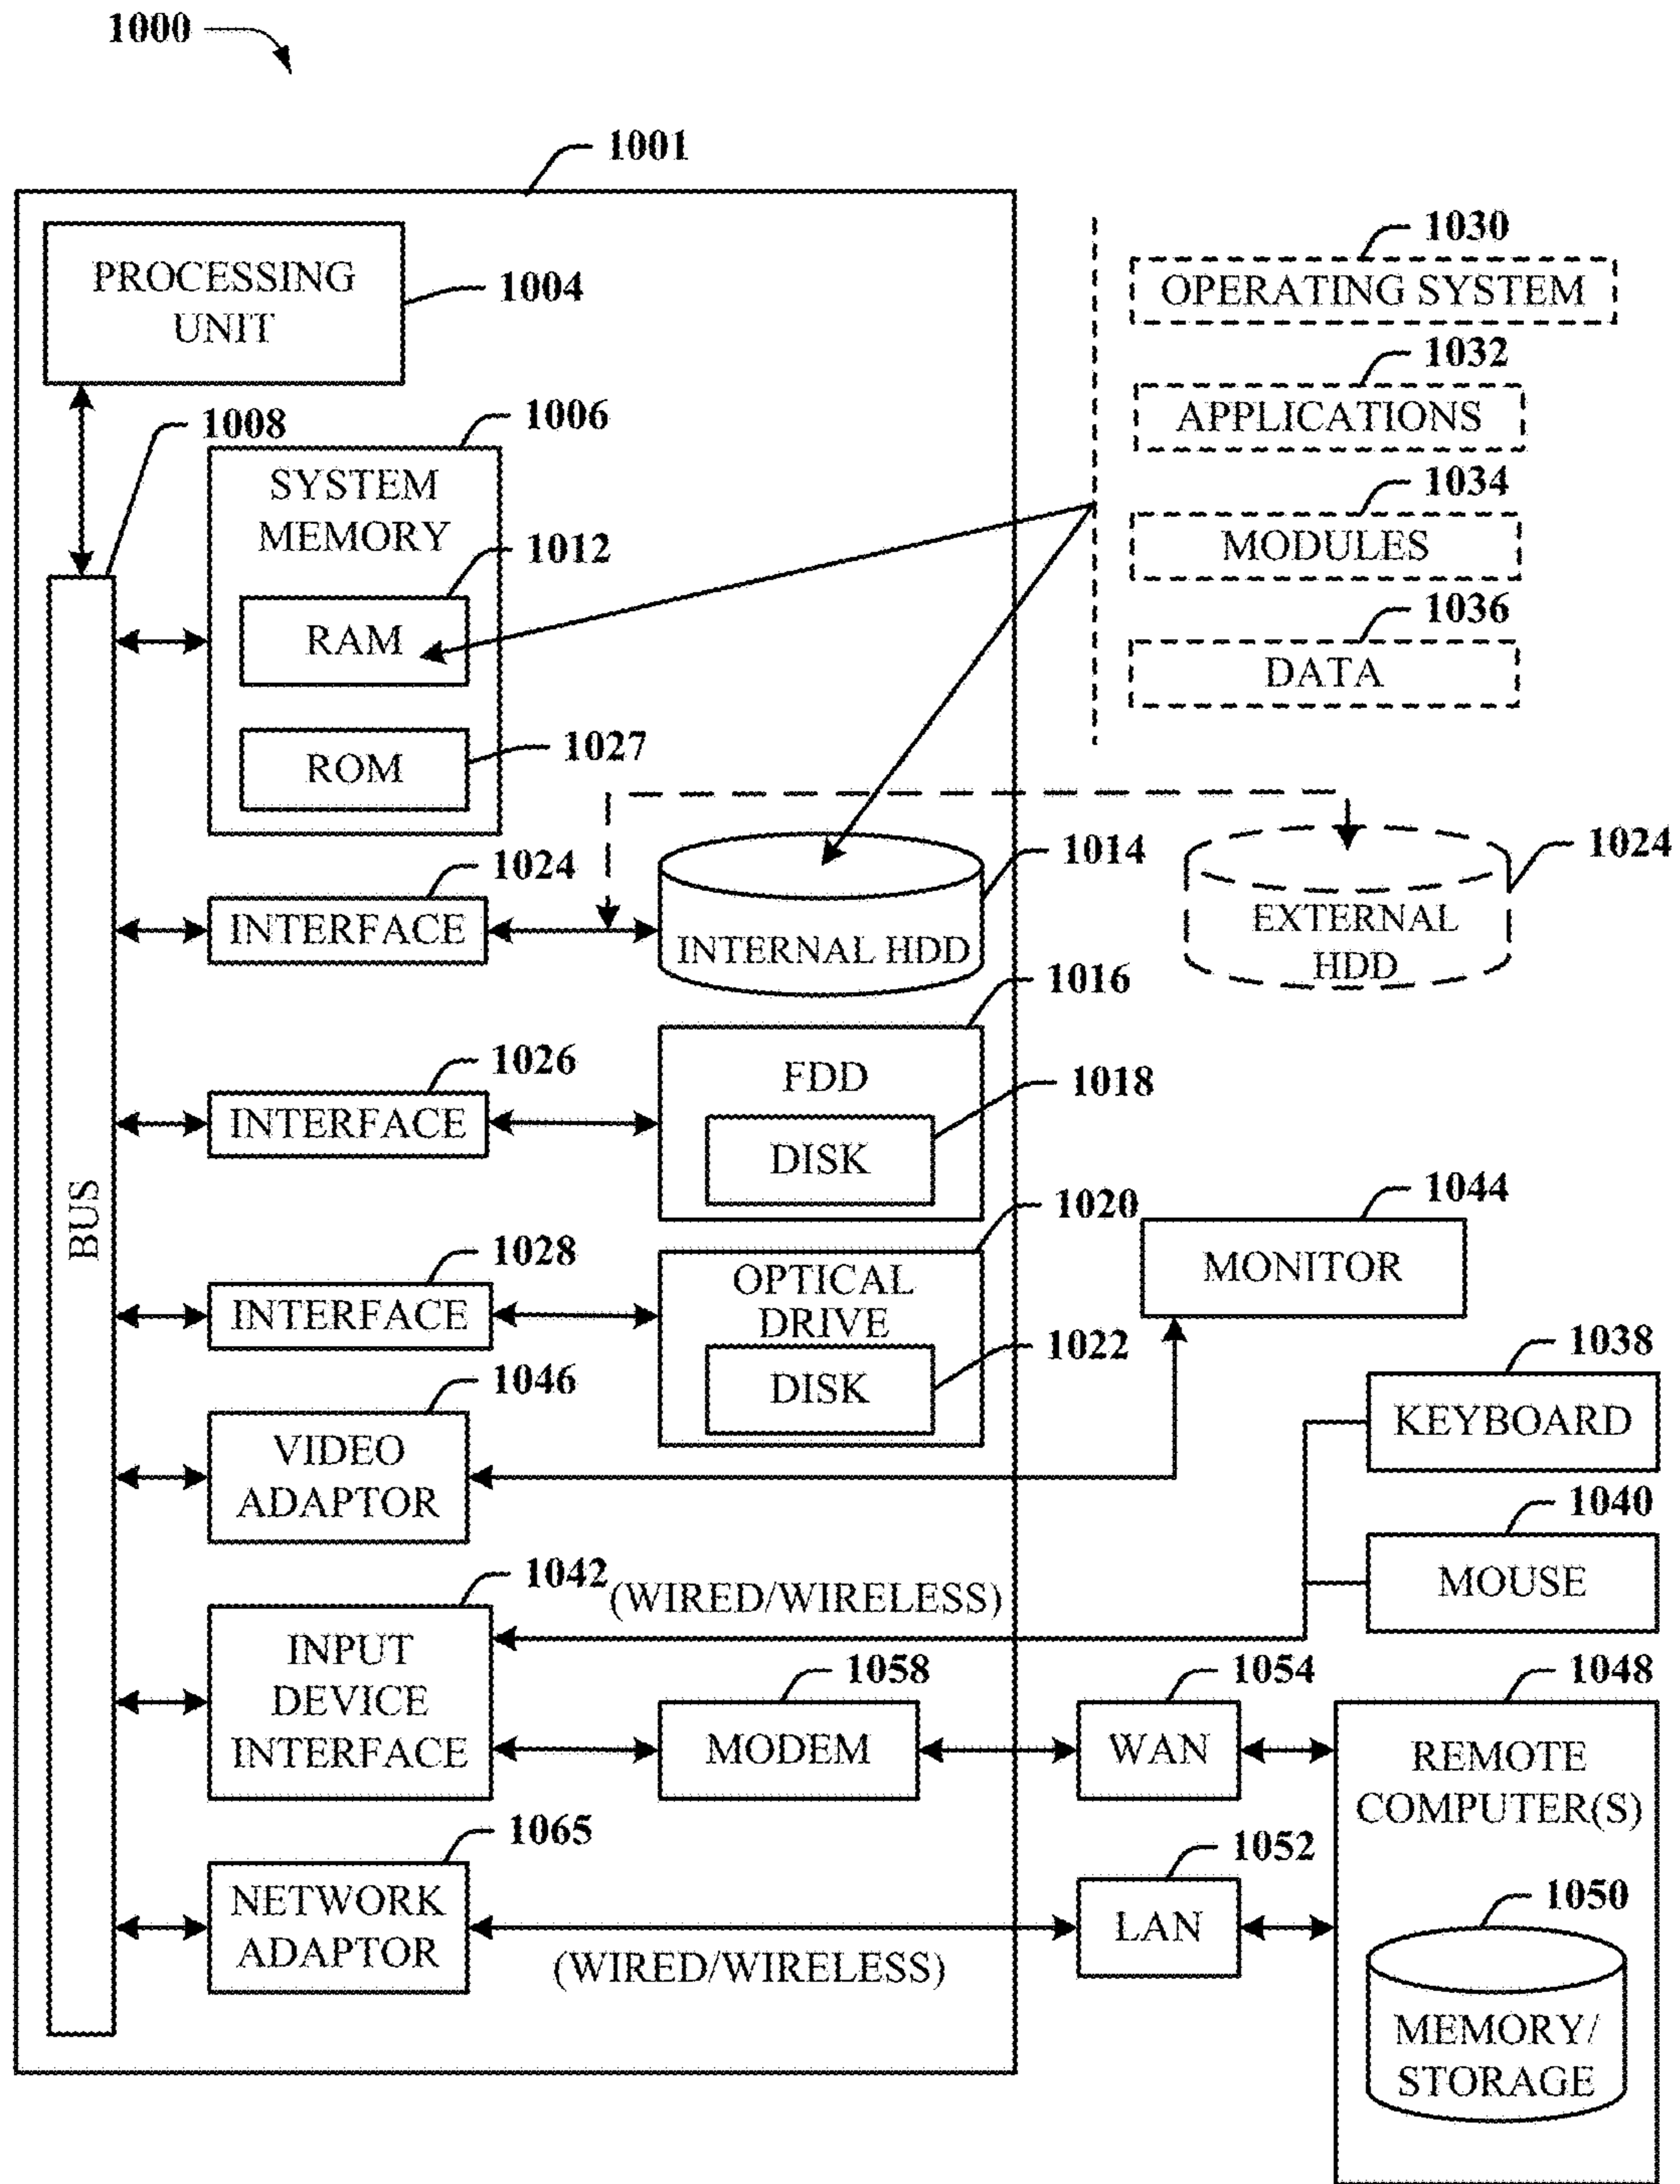 1000
1001
PROCESSING
UNIT
1004
1030
OPERATING SYSTEM
1032
APPLICATIONS
1034
MODULES
1036
DATA
1008
1006
SYSTEM
MEMORY
1012
RAM
1027
ROM
1024
INTERFACE
1014
INTERNAL HDD
1024
EXTERNAL
HDD
1016
FDD
1026
INTERFACE
1018
DISK
BUS
1020
OPTICAL
DRIVE
1028
INTERFACE
1022
DISK
1044
MONITOR
1046
VIDEO
ADAPTOR
1038
KEYBOARD
1040
MOUSE
1042
(WIRED/WIRELESS)
INPUT
DEVICE
INTERFACE
1058
MODEM
1054
WAN
1048
REMOTE
COMPUTER(S)
1065
NETWORK
ADAPTOR
(WIRED/WIRELESS)
1052
LAN
1050
MEMORY/
STORAGE